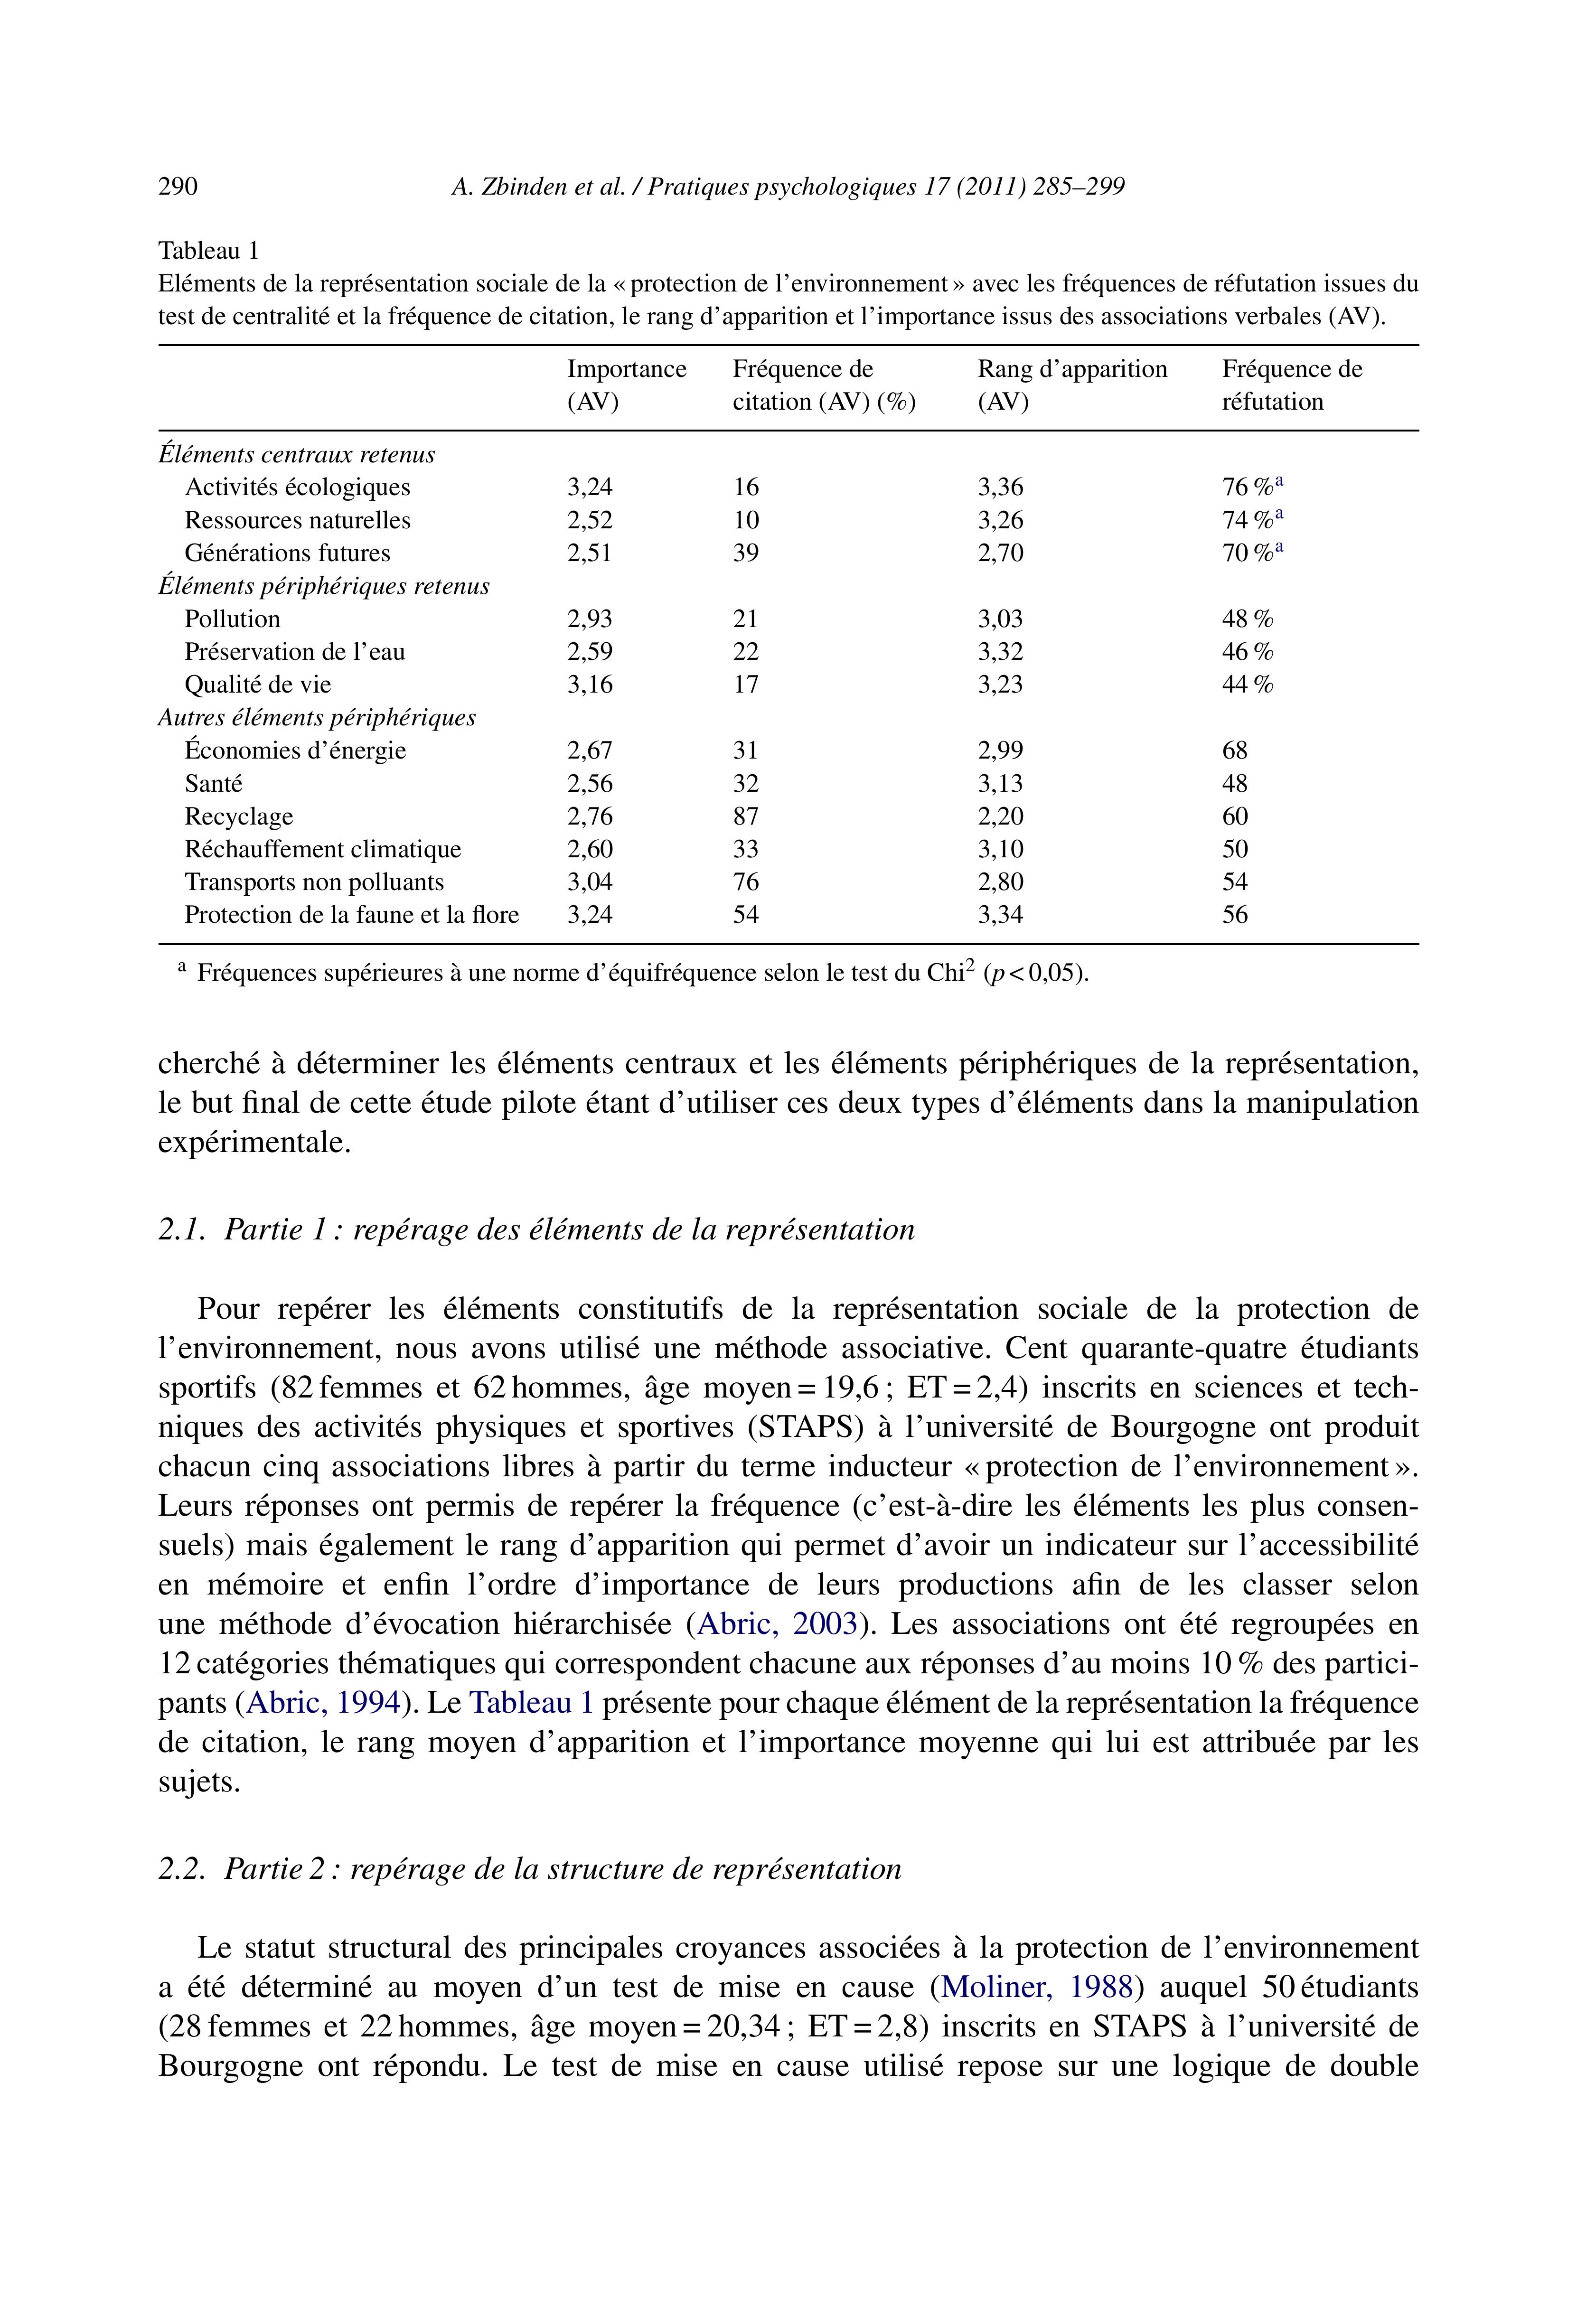 290
A. Zbinden et al. / Pratiques psychologiques 17 (2011) 285–299
Tableau 1
Eléments de la représentation sociale de la « protection de l’environnement » avec les fréquences de réfutation issues du
test de centralité et la fréquence de citation, le rang d’apparition et l’importance issus des associations verbales (AV).
Importance (AV) Fréquence de citation (AV) (%) Rang d’apparition (AV) Fréquence de réfutation
Éléments centraux retenus
Activités écologiques 3,24 16 3,36 76 %a
Ressources naturelles 2,52 10 3,26 74 %a
Générations futures 2,51 39 2,70 70 %a
Éléments périphériques retenus
Pollution 2,93 21 3,03 48 %
Préservation de l’eau 2,59 22 3,32 46 %
Qualité de vie 3,16 17 3,23 44 %
Autres éléments périphériques
Économies d’énergie 2,67 31 2,99 68
Santé 2,56 32 3,13 48
Recyclage 2,76 87 2,20 60
Réchauffement climatique 2,60 33 3,10 50
Transports non polluants 3,04 76 2,80 54
Protection de la faune et la flore 3,24 54 3,34 56
a Fréquences supérieures à une norme d’équifréquence selon le test du Chi2 (p < 0,05).
cherché à déterminer les éléments centraux et les éléments périphériques de la représentation,
le but final de cette étude pilote étant d’utiliser ces deux types d’éléments dans la manipulation
expérimentale.
2.1. Partie 1 : repérage des éléments de la représentation
Pour repérer les éléments constitutifs de la représentation sociale de la protection de
l’environnement, nous avons utilisé une méthode associative. Cent quarante-quatre étudiants
sportifs (82 femmes et 62 hommes, âge moyen = 19,6 ; ET = 2,4) inscrits en sciences et tech-
niques des activités physiques et sportives (STAPS) à l’université de Bourgogne ont produit
chacun cinq associations libres à partir du terme inducteur « protection de l’environnement ».
Leurs réponses ont permis de repérer la fréquence (c’est-à-dire les éléments les plus consen-
suels) mais également le rang d’apparition qui permet d’avoir un indicateur sur l’accessibilité
en mémoire et enfin l’ordre d’importance de leurs productions afin de les classer selon
une méthode d’évocation hiérarchisée (Abric, 2003). Les associations ont été regroupées en
12 catégories thématiques qui correspondent chacune aux réponses d’au moins 10 % des partici-
pants (Abric, 1994). Le Tableau 1 présente pour chaque élément de la représentation la fréquence
de citation, le rang moyen d’apparition et l’importance moyenne qui lui est attribuée par les
sujets.
2.2. Partie 2 : repérage de la structure de représentation
Le statut structural des principales croyances associées à la protection de l’environnement
a été déterminé au moyen d’un test de mise en cause (Moliner, 1988) auquel 50 étudiants
(28 femmes et 22 hommes, âge moyen = 20,34 ; ET = 2,8) inscrits en STAPS à l’université de
Bourgogne ont répondu. Le test de mise en cause utilisé repose sur une logique de double